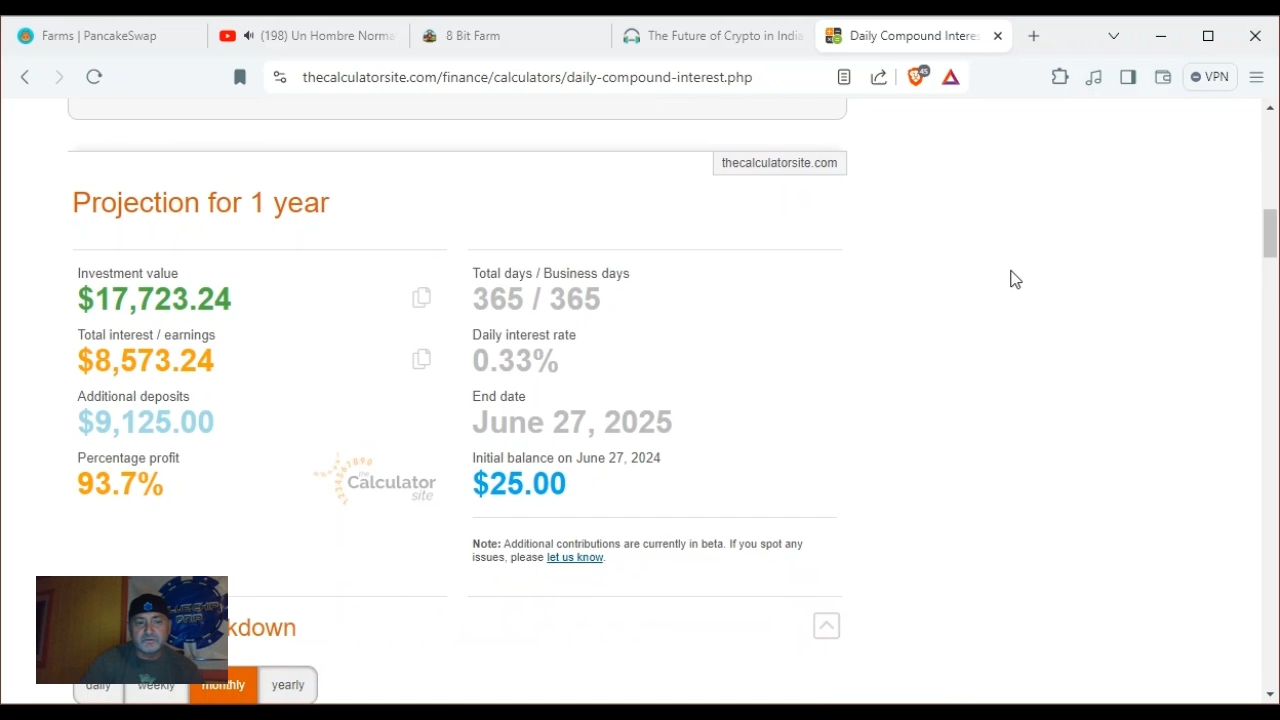 Farms | PancakeSwap
(198) Un Hombre Norma
8 Bit Farm
The Future of Crypto in India
Daily Compound Interes
thecalculatorsite.com/finance/calculators/daily-compound-interest.php
45
VPN
thecalculatorsite.com
Projection for 1 year
Investment value
$17,723.24
Total days / Business days
365 / 365
Total interest / earnings
$8,573.24
Daily interest rate
0.33%
Additional deposits
$9,125.00
End date
June 27, 2025
Percentage profit
93.7%
the
Calculator
site
Initial balance on June 27, 2024
$25.00
Note: Additional contributions are currently in beta. If you spot any
issues, please let us know.
kdown
daily weekly monthly yearly